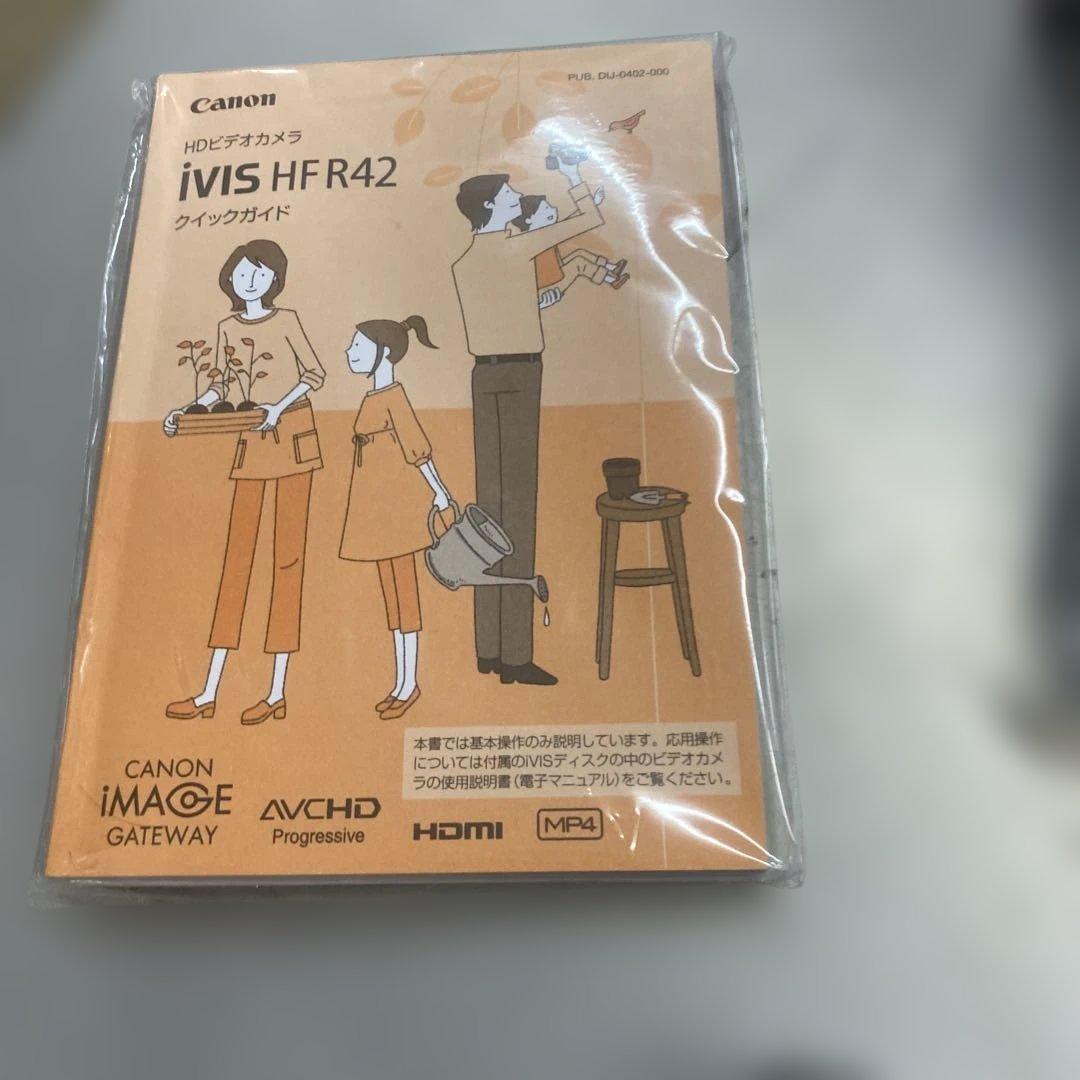 PUB. DIJ-0402-000
Canon
HDビデオカメラ
iVIS HF R42
クイックガイド
本書では基本操作のみ説明しています。応用操作
については付属のiVISディスクの中のビデオカメ
ラの使用説明書(電子マニュアル)をご覧ください。
CANON
iMAGE
GATEWAY
AVCHD
Progressive
HDMI
MP4